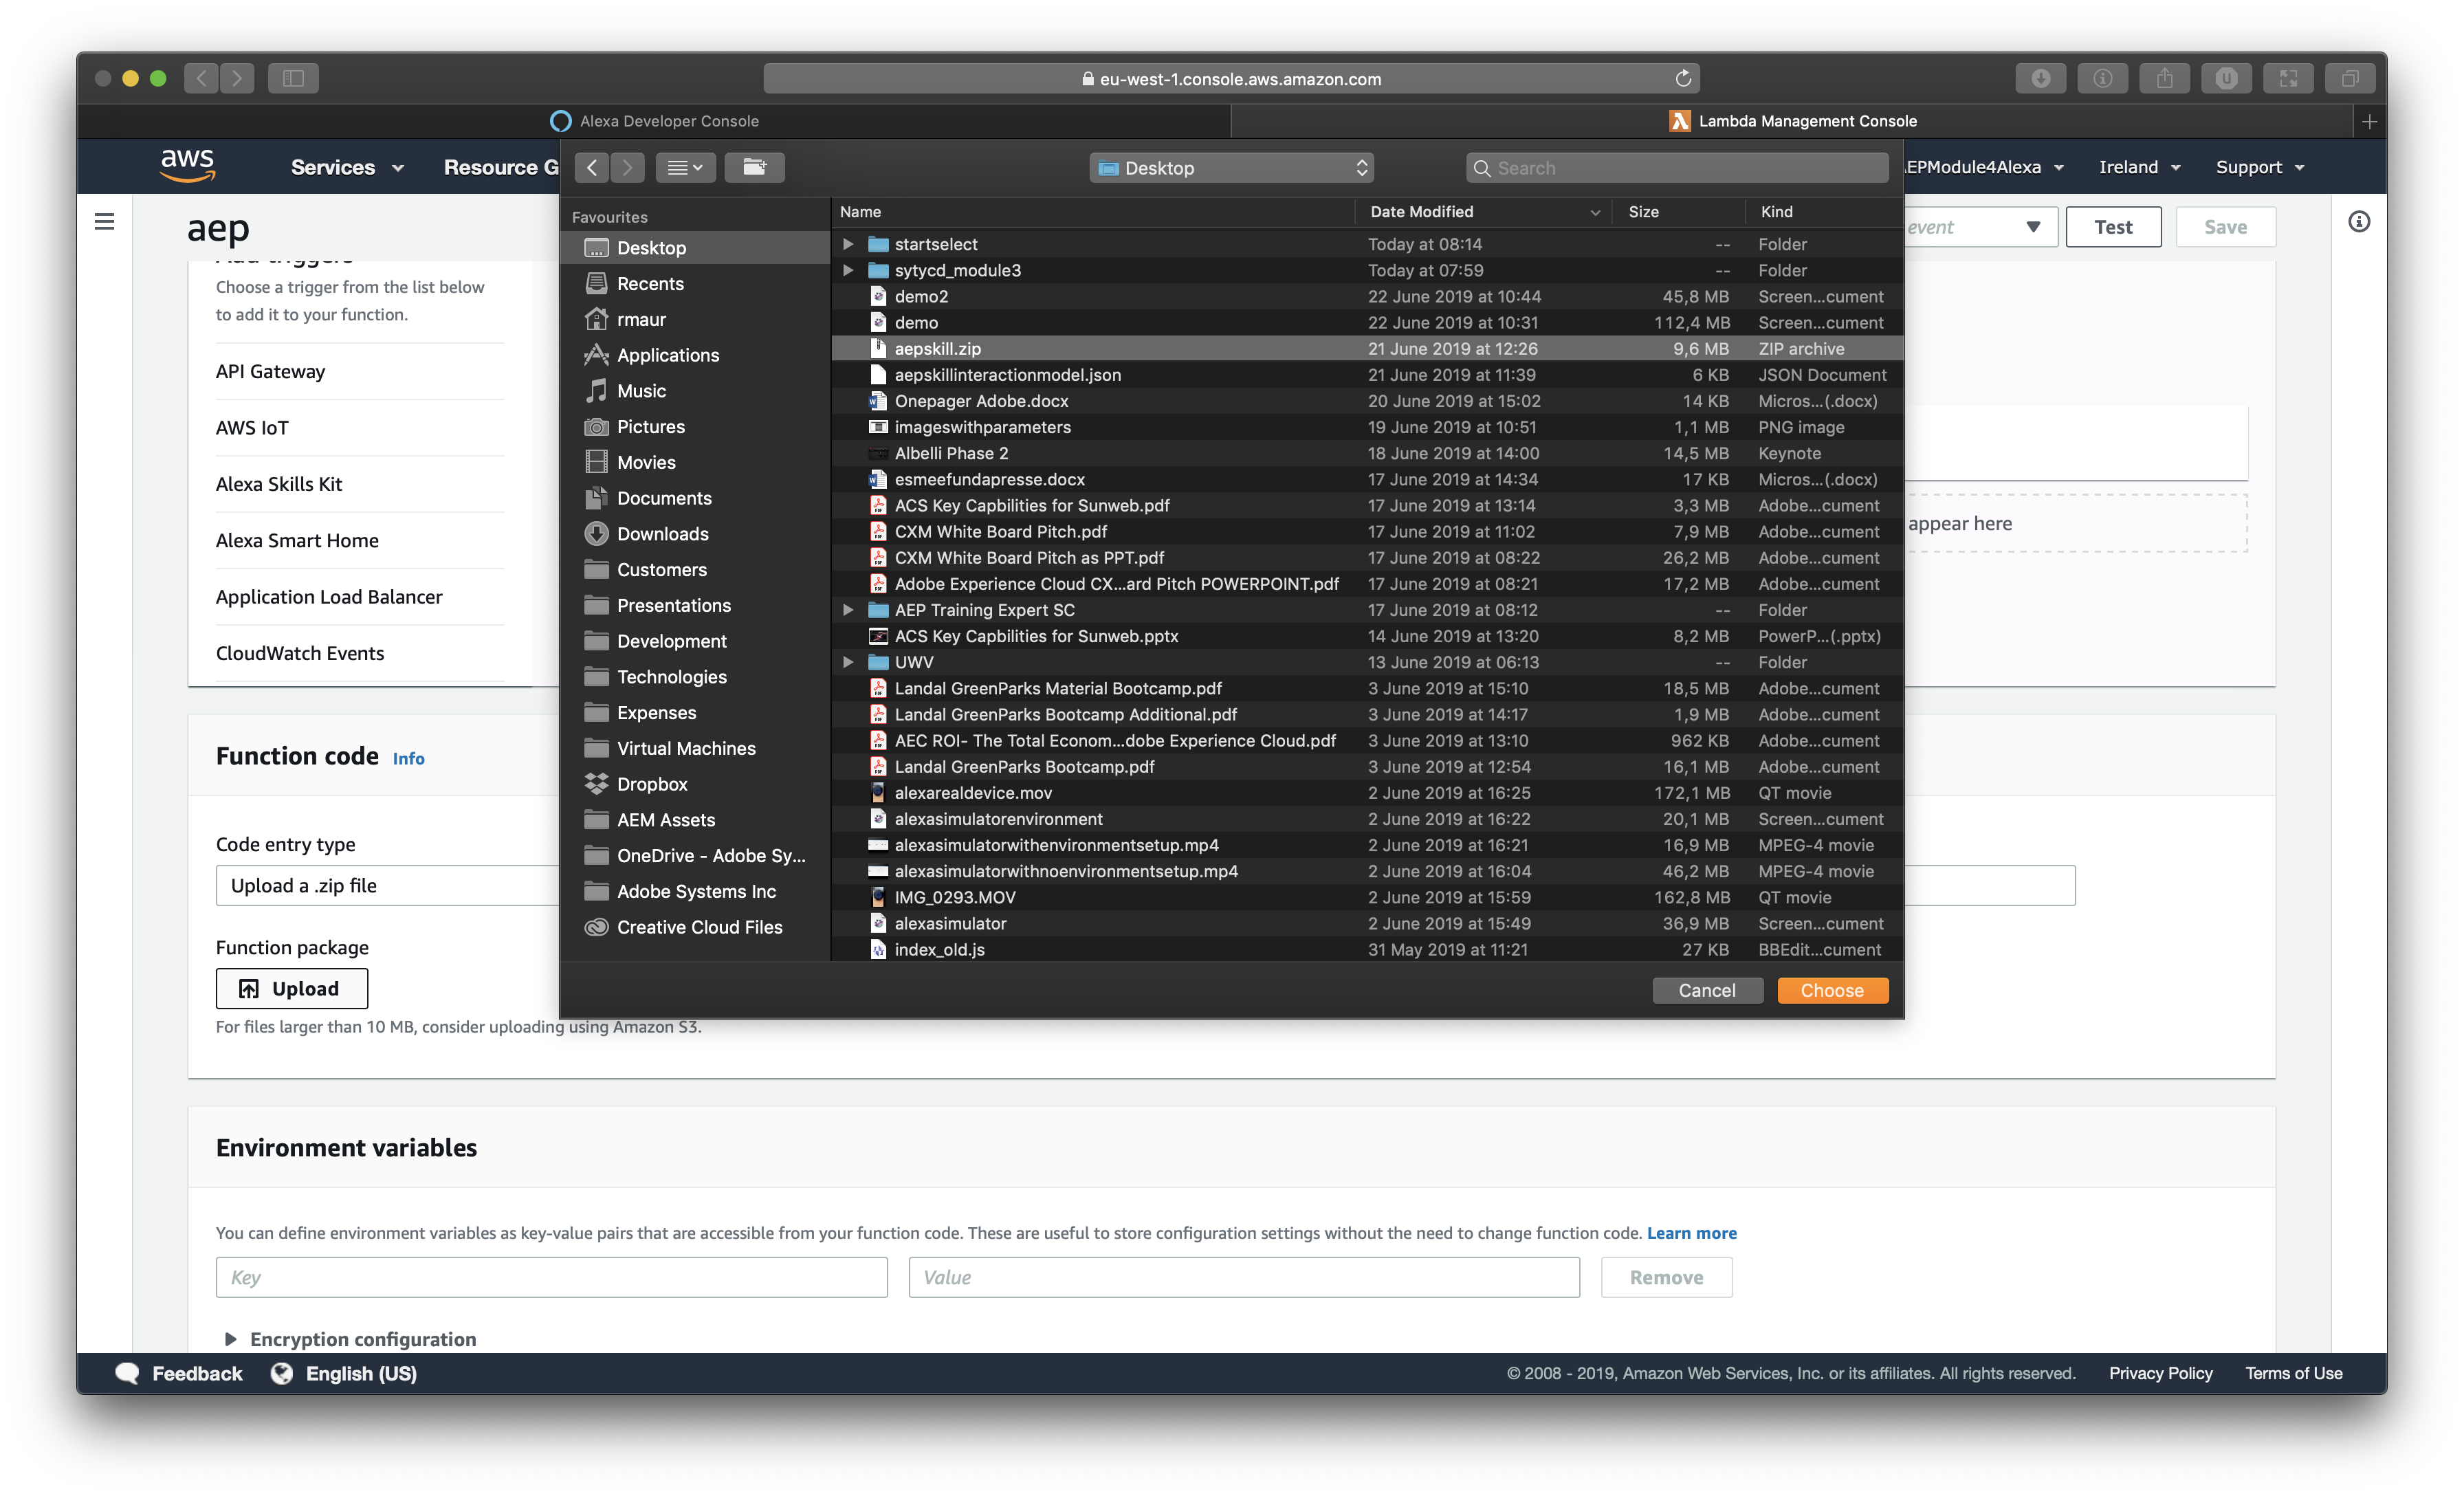 eu-west-1.console.aws.amazon.com
Alexa Developer Console
Lambda Management Console
aws
Services
Resource G
Desktop
Search
EPModule4Alexa
Ireland
Support
aep
event
Test
Save
Add triggers
Choose a trigger from the list below
to add it to your function.
API Gateway
AWS IoT
Alexa Skills Kit
Alexa Smart Home
Application Load Balancer
CloudWatch Events
Favourites
Desktop
Recents
rmaur
Applications
Music
Pictures
Movies
Documents
Downloads
Customers
Presentations
Development
Technologies
Expenses
Virtual Machines
Dropbox
AEM Assets
OneDrive - Adobe Sy...
Adobe Systems Inc
Creative Cloud Files
Name Date Modified Size Kind
startselect Today at 08:14 -- Folder
sytycd_module3 Today at 07:59 -- Folder
demo2 22 June 2019 at 10:44 45,8 MB Screen...cument
demo 22 June 2019 at 10:31 112,4 MB Screen...cument
aepskill.zip 21 June 2019 at 12:26 9,6 MB ZIP archive
aepskillinteractionmodel.json 21 June 2019 at 11:39 6 KB JSON Document
Onepager Adobe.docx 20 June 2019 at 15:02 14 KB Micros...(.docx)
imageswithparameters 19 June 2019 at 10:51 1,1 MB PNG image
Albelli Phase 2 18 June 2019 at 14:00 14,5 MB Keynote
esmeefundapresse.docx 17 June 2019 at 14:34 17 KB Micros...(.docx)
ACS Key Capbilities for Sunweb.pdf 17 June 2019 at 13:14 3,3 MB Adobe...cument
CXM White Board Pitch.pdf 17 June 2019 at 11:02 7,9 MB Adobe...cument
CXM White Board Pitch as PPT.pdf 17 June 2019 at 08:22 26,2 MB Adobe...cument
Adobe Experience Cloud CX...ard Pitch POWERPOINT.pdf 17 June 2019 at 08:21 17,2 MB Adobe...cument
AEP Training Expert SC 17 June 2019 at 08:12 -- Folder
ACS Key Capbilities for Sunweb.pptx 14 June 2019 at 13:20 8,2 MB PowerP...(.pptx)
UWV 13 June 2019 at 06:13 -- Folder
Landal GreenParks Material Bootcamp.pdf 3 June 2019 at 15:10 18,5 MB Adobe...cument
Landal GreenParks Bootcamp Additional.pdf 3 June 2019 at 14:17 1,9 MB Adobe...cument
AEC ROI- The Total Econom...dobe Experience Cloud.pdf 3 June 2019 at 13:10 962 KB Adobe...cument
Landal GreenParks Bootcamp.pdf 3 June 2019 at 12:54 16,1 MB Adobe...cument
alexarealdevice.mov 2 June 2019 at 16:25 172,1 MB QT movie
alexasimulatorenvironment 2 June 2019 at 16:22 20,1 MB Screen...cument
alexasimulatorwithenvironmentsetup.mp4 2 June 2019 at 16:21 16,9 MB MPEG-4 movie
alexasimulatorwithnoenvironmentsetup.mp4 2 June 2019 at 16:04 46,2 MB MPEG-4 movie
IMG_0293.MOV 2 June 2019 at 15:59 162,8 MB QT movie
alexasimulator 2 June 2019 at 15:49 36,9 MB Screen...cument
index_old.js 31 May 2019 at 11:21 27 KB BBEdit...cument
Cancel
Choose
appear here
Function code Info
Code entry type
Upload a .zip file
Function package
Upload
For files larger than 10 MB, consider uploading using Amazon S3.
Environment variables
You can define environment variables as key-value pairs that are accessible from your function code. These are useful to store configuration settings without the need to change function code. Learn more
Key
Value
Remove
Encryption configuration
Feedback
English (US)
© 2008 - 2019, Amazon Web Services, Inc. or its affiliates. All rights reserved.
Privacy Policy
Terms of Use